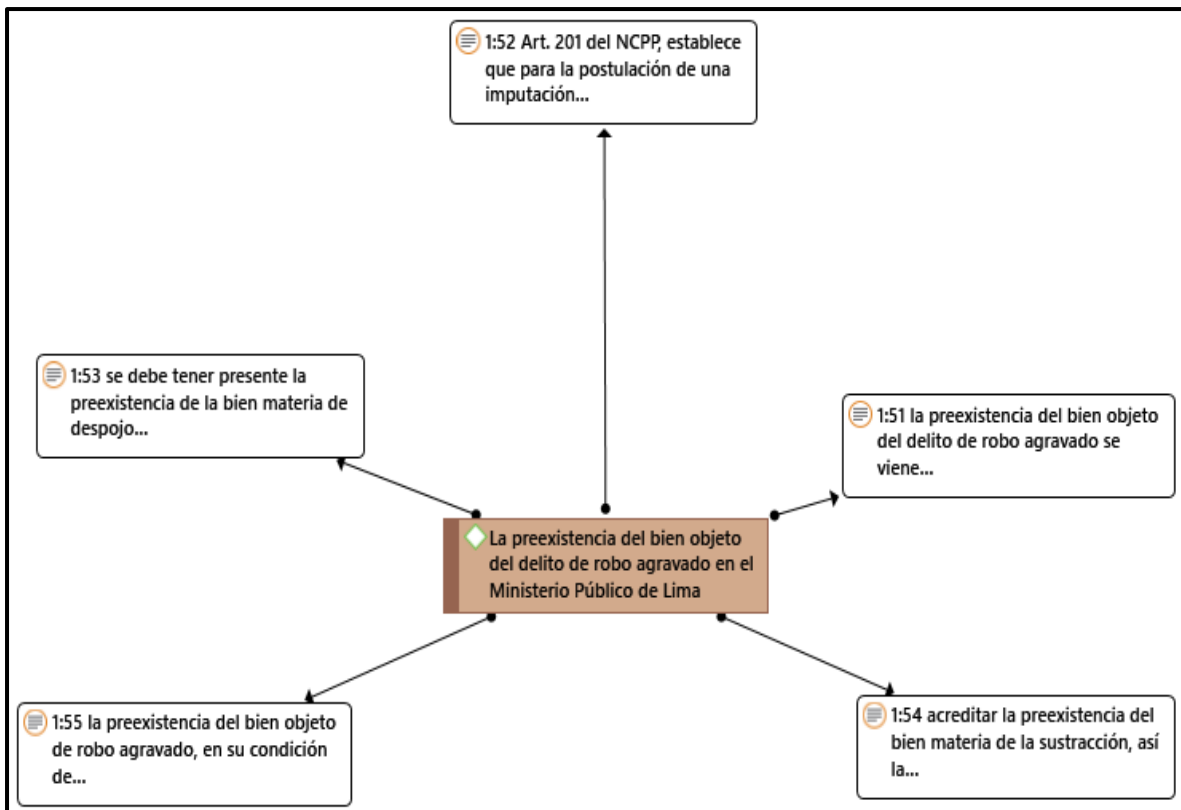 1:52 Art. 201 del NCPP, establece
que para la postulación de una
imputación...
1:53 se debe tener presente la
preexistencia de la bien materia de
despojo...
1:51 la preexistencia del bien objeto
del delito de robo agravado se
viene...
La preexistencia del bien objeto
del delito de robo agravado en el
Ministerio Público de Lima
1:55 la preexistencia del bien objeto
de robo agravado, en su condición
de...
1:54 acreditar la preexistencia del
bien materia de la sustracción, así
la...